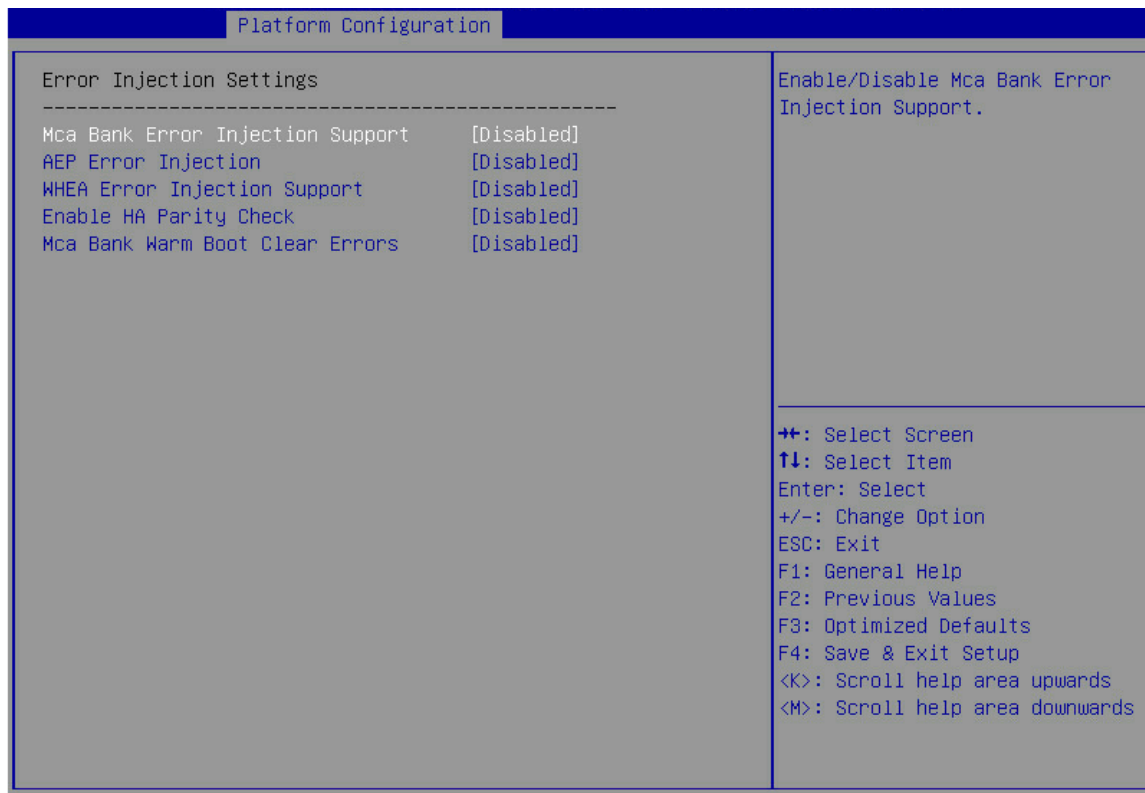 Platform Configuration
Error Injection Settings
--------------------------------------------------
Mca Bank Error Injection Support [Disabled]
AEP Error Injection [Disabled]
WHEA Error Injection Support [Disabled]
Enable HA Parity Check [Disabled]
Mca Bank Warm Boot Clear Errors [Disabled]
Enable/Disable Mca Bank Error
Injection Support.
→←: Select Screen
↑↓: Select Item
Enter: Select
+/-: Change Option
ESC: Exit
F1: General Help
F2: Previous Values
F3: Optimized Defaults
F4: Save & Exit Setup
<K>: Scroll help area upwards
<M>: Scroll help area downwards